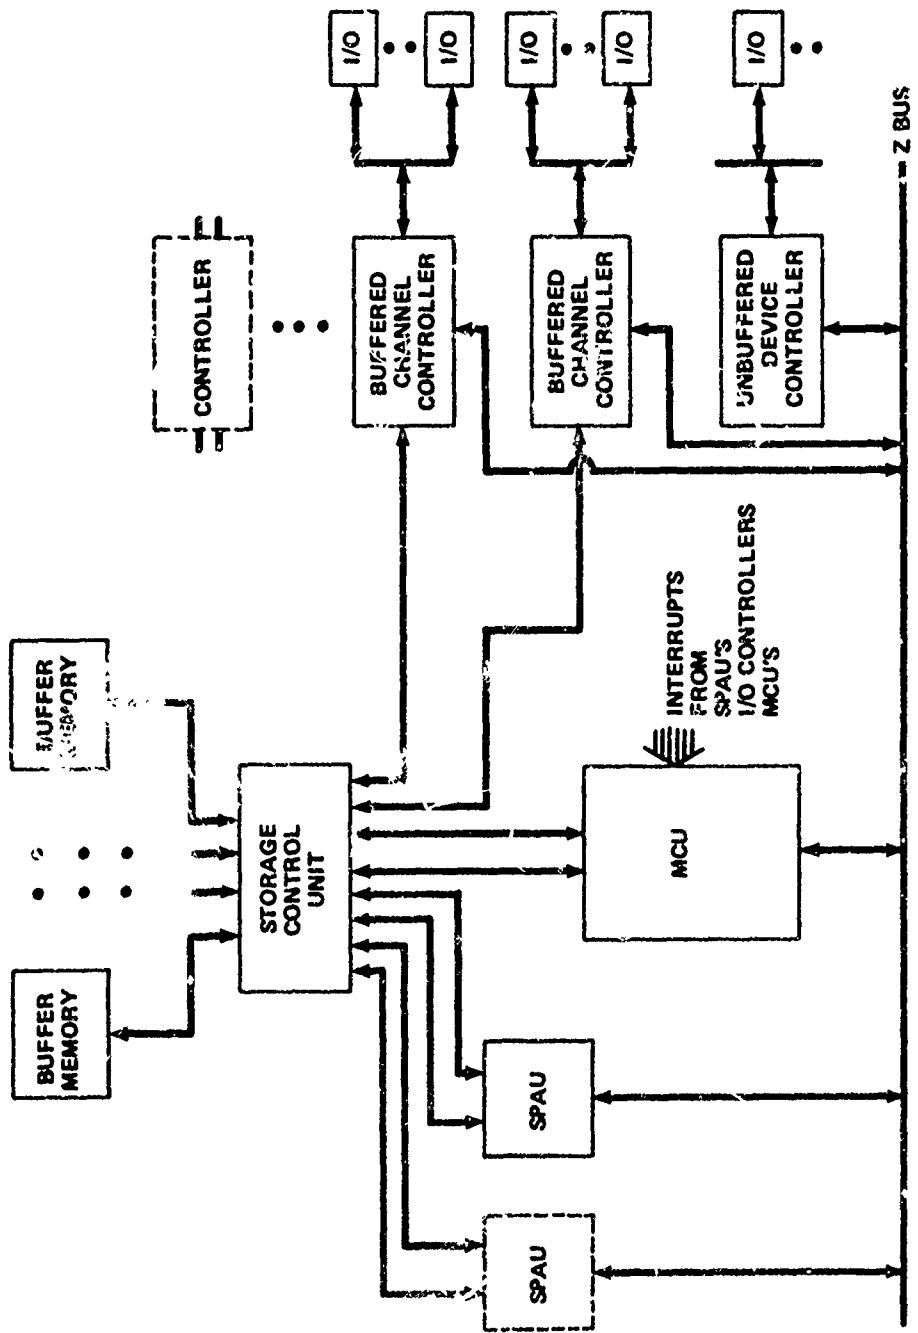 BUFFER
MEMORY
BUFFER
MEMORY
STORAGE
CONTROL
UNIT
CONTROLLER
BUFFERED
CHANNEL
CONTROLLER
I/O
I/O
BUFFERED
CHANNEL
CONTROLLER
I/O
I/O
UNBUFFERED
DEVICE
CONTROLLER
I/O
SPAU
SPAU
MCU
INTERRUPTS
FROM
SPAU'S
I/O CONTROLLERS
MCU'S
Z BUS